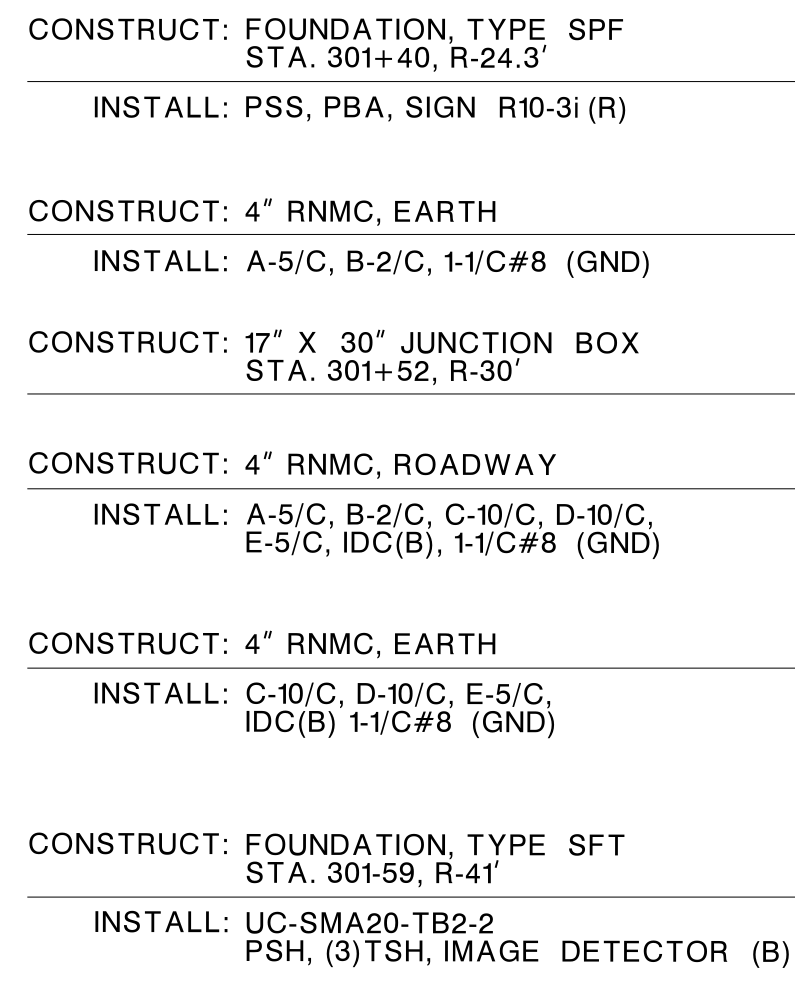 CONSTRUCT: FOUNDATION, TYPE SPF
STA. 301+40, R-24.3'
INSTALL: PSS, PBA, SIGN R10-3i (R)
CONSTRUCT: 4" RNMC, EARTH
INSTALL: A-5/C, B-2/C, 1-1/C#8 (GND)
CONSTRUCT: 17" X 30" JUNCTION BOX
STA. 301+52, R-30'
CONSTRUCT: 4" RNMC, ROADWAY
INSTALL: A-5/C, B-2/C, C-10/C, D-10/C,
E-5/C, IDC(B), 1-1/C#8 (GND)
CONSTRUCT: 4" RNMC, EARTH
INSTALL: C-10/C, D-10/C, E-5/C,
IDC(B) 1-1/C#8 (GND)
CONSTRUCT: FOUNDATION, TYPE SFT
STA. 301-59, R-41'
INSTALL: UC-SMA20-TB2-2
PSH, (3)TSH, IMAGE DETECTOR (B)